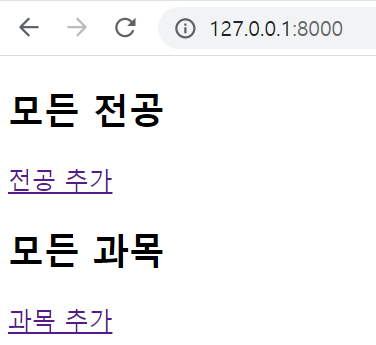 127.0.0.1:8000
모든 전공
전공 추가
모든 과목
과목 추가